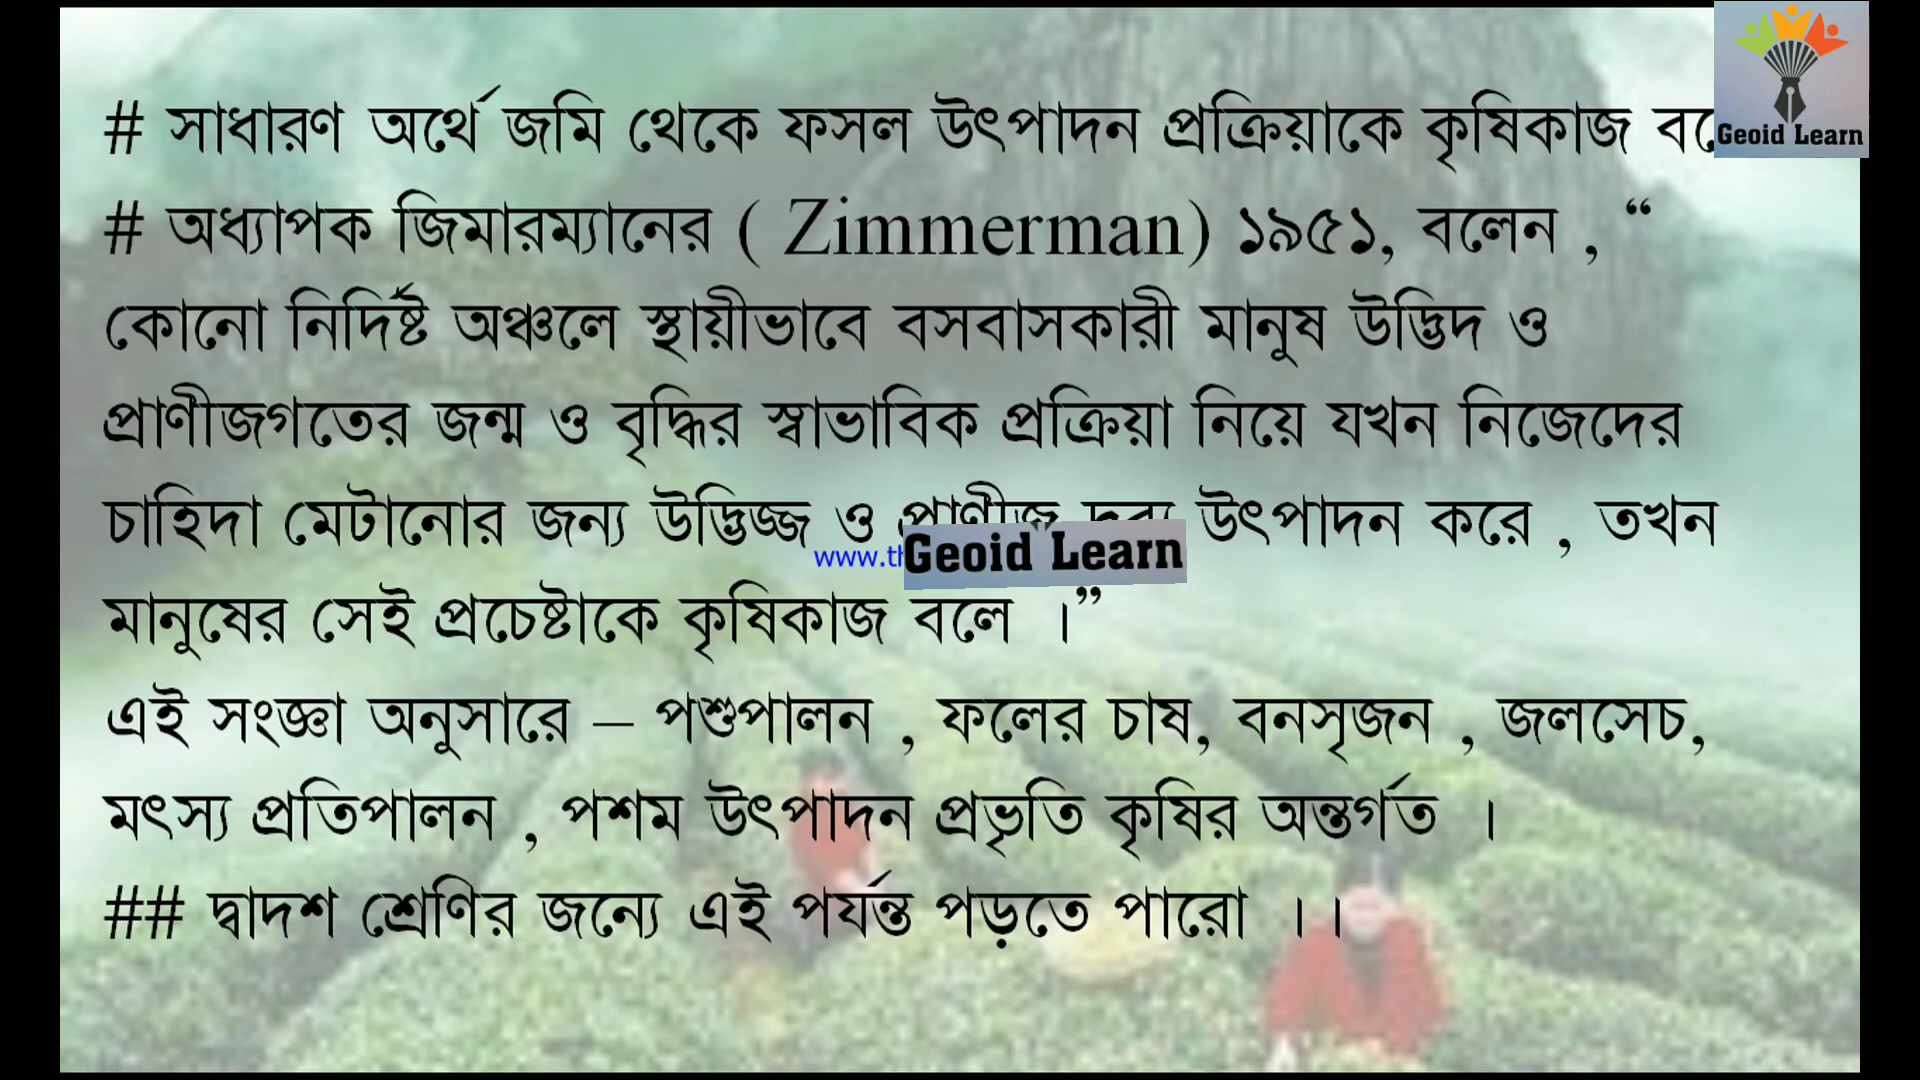 # সাধারণ অর্থে জমি থেকে ফসল উৎপাদন প্রক্রিয়াকে কৃষিকাজ
Geoid Learn
# অধ্যাপক জিমারম্যানের ( Zimmerman) ১৯৫১, বলেন , “
কোনো নির্দিষ্ট অঞ্চলে স্থায়ীভাবে বসবাসকারী মানুষ উদ্ভিদ ও
প্রাণীজগতের জন্ম ও বৃদ্ধির স্বাভাবিক প্রক্রিয়া নিয়ে যখন নিজেদের
চাহিদা মেটানোর জন্য উদ্ভিজ্জ ও উৎপাদন করে , তখন
Geoid Learn
মানুষের সেই প্রচেষ্টাকে কৃষিকাজ বলে ।”
এই সংজ্ঞা অনুসারে – পশুপালন , ফলের চাষ, বনসৃজন , জলসেচ,
মৎস্য প্রতিপালন , পশম উৎপাদন প্রভৃতি কৃষির অন্তর্গত ।
## দ্বাদশ শ্রেণির জন্যে এই পর্যন্ত পড়তে পারো ।।